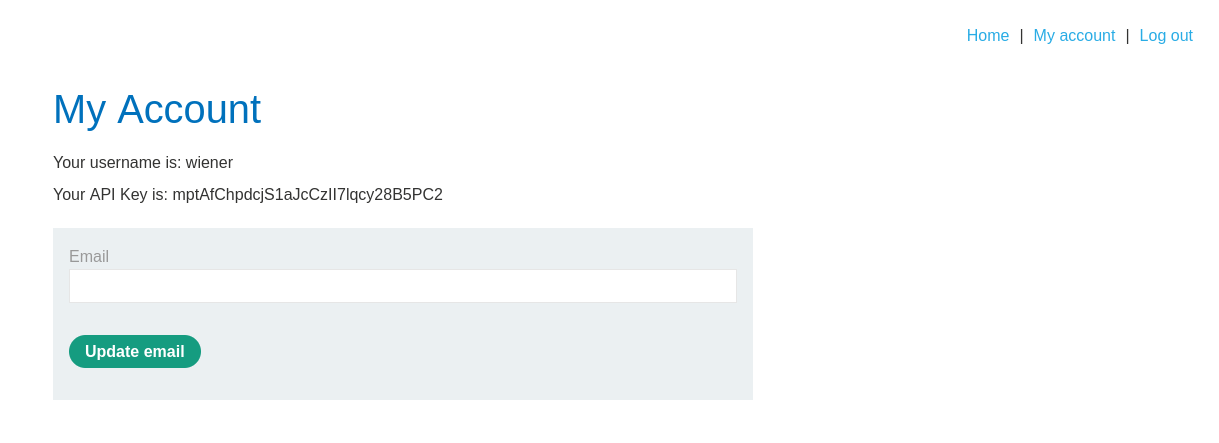 Home | My account | Log out
My Account
Your username is: wiener
Your API Key is: mptAfChpdcjS1aJcCzII7lqcy28B5PC2
Email
Update email